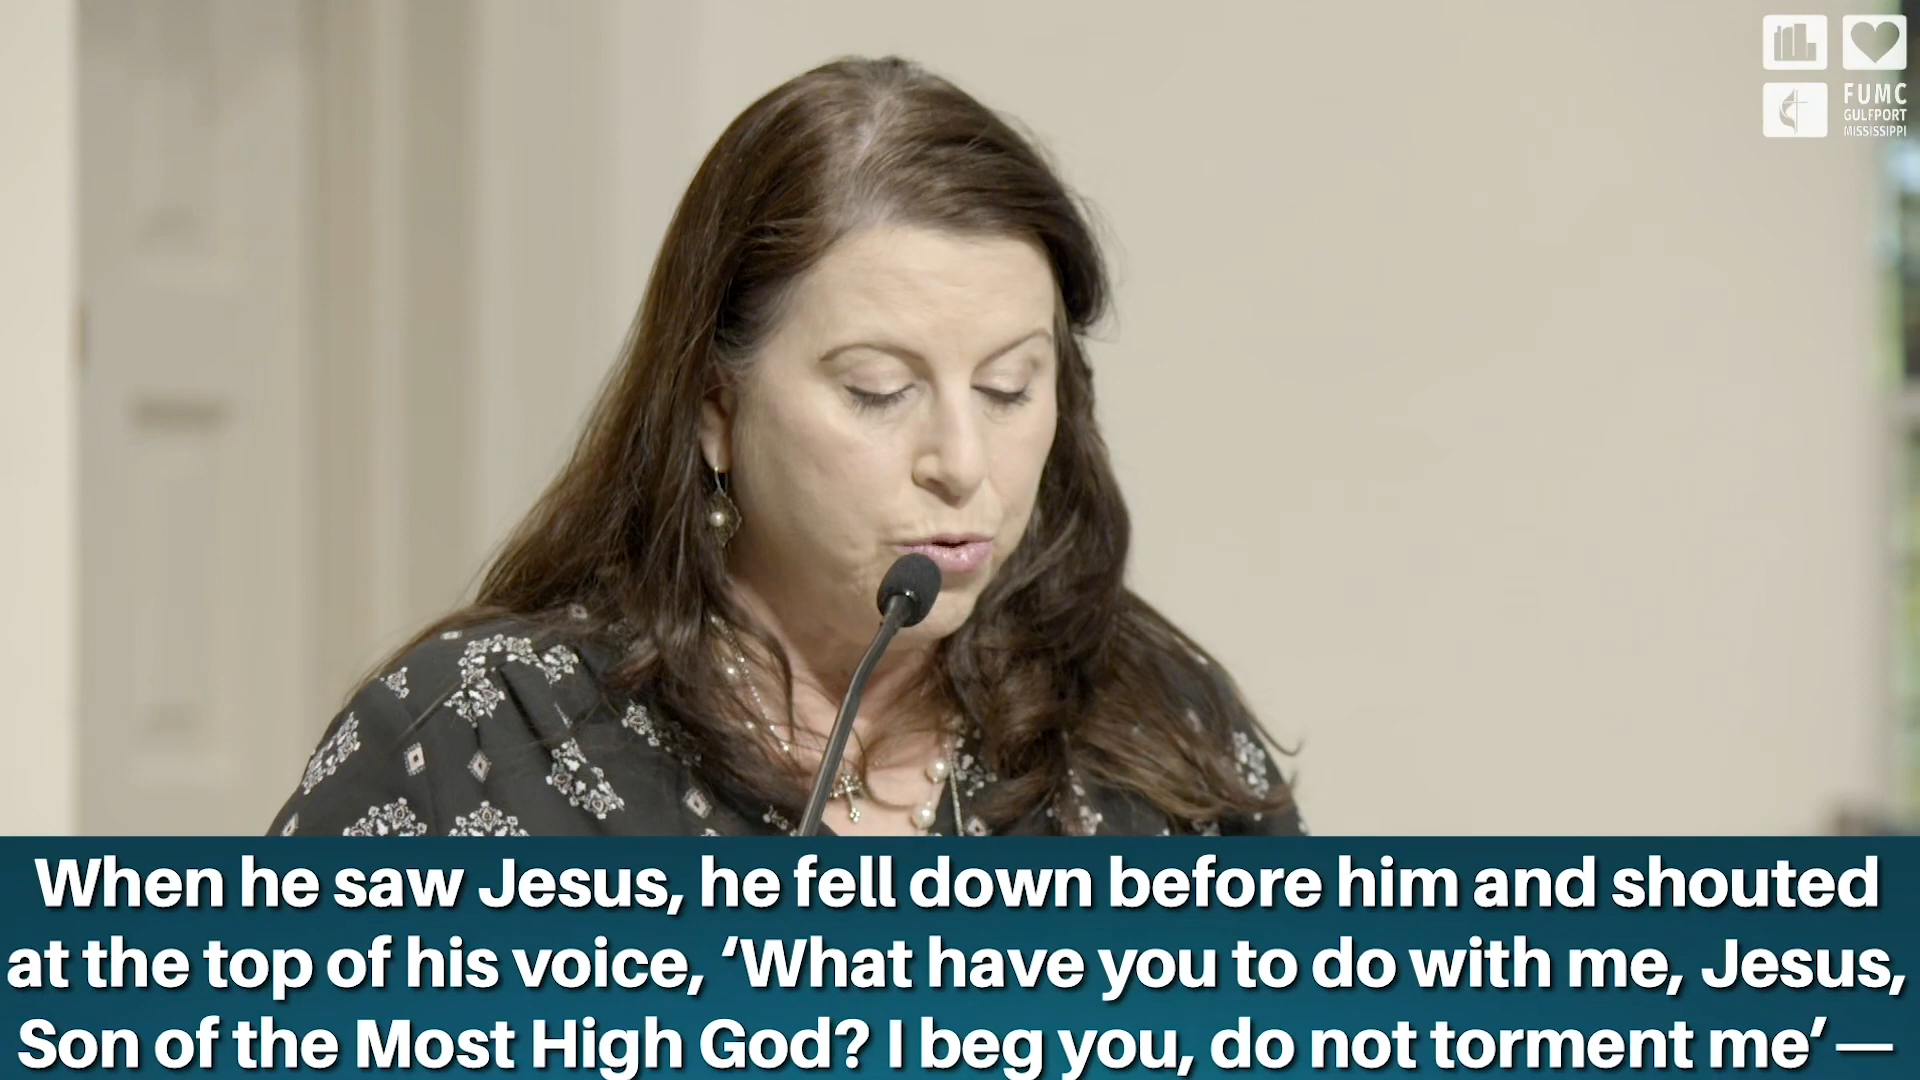 FUMC
GULFPORT
MISSISSIPPI
When he saw Jesus, he fell down before him and shouted
at the top of his voice, ‘What have you to do with me, Jesus,
Son of the Most High God? I beg you, do not torment me’—